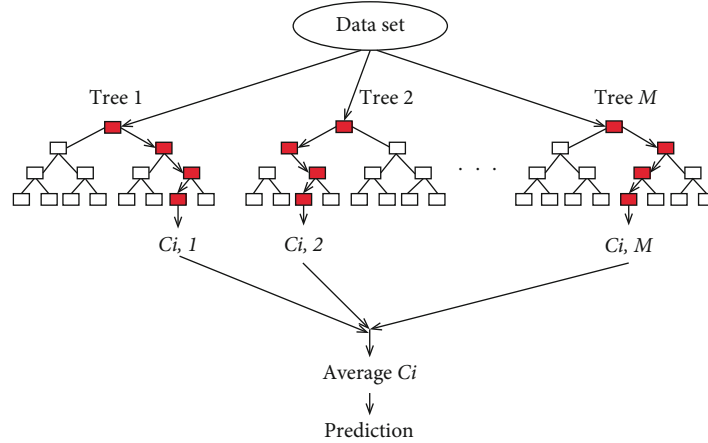 Data set
Tree 1
Tree 2
Tree M
. . .
Ci, 1
Ci, 2
Ci, M
Average Ci
Prediction